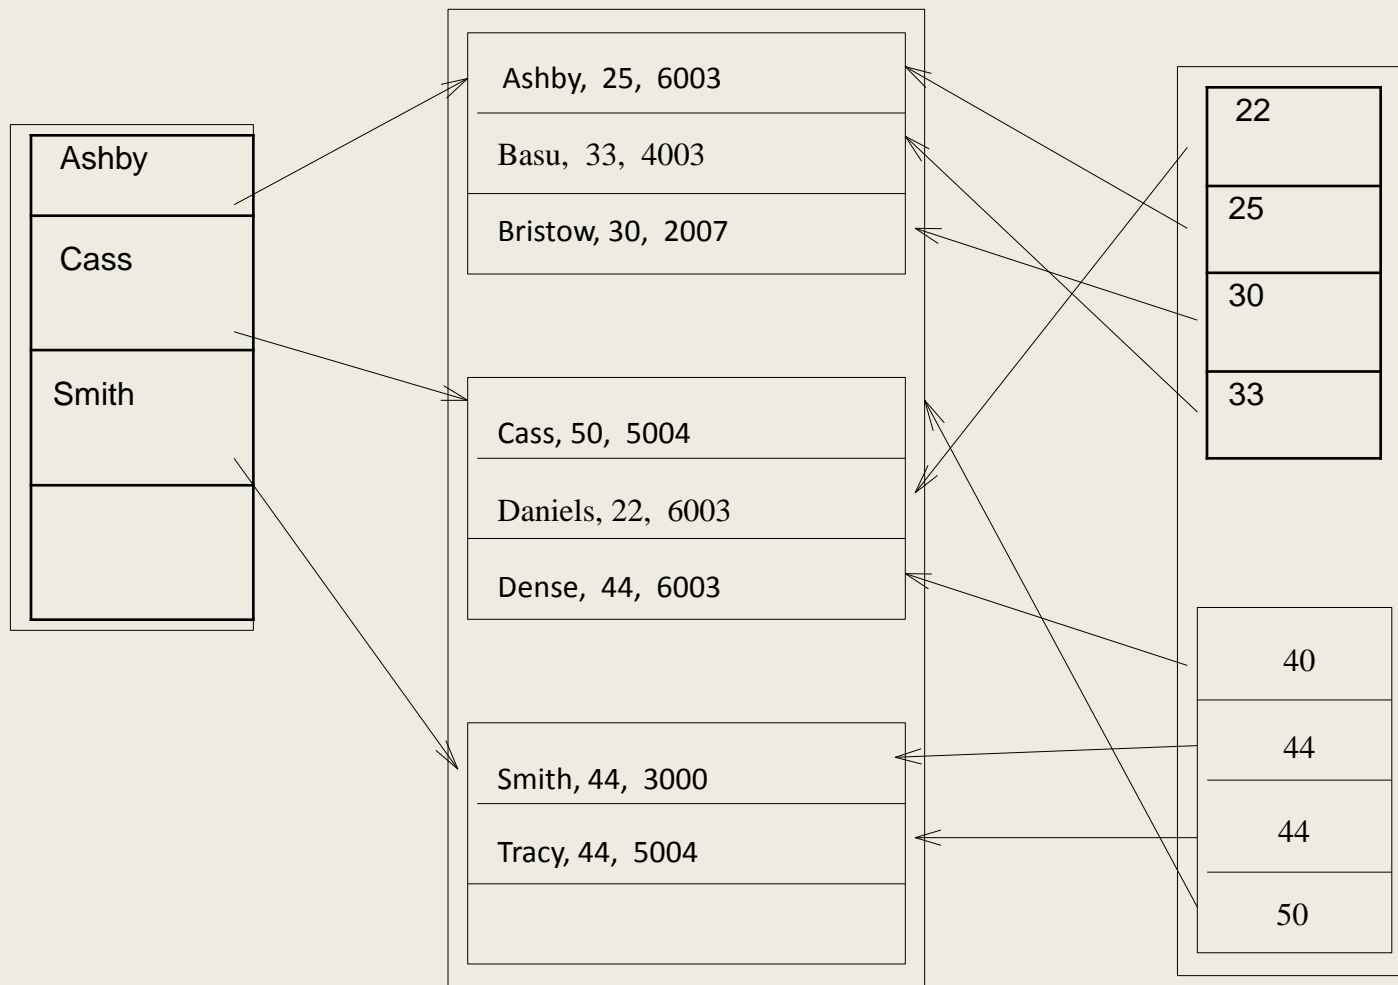 Ashby
Cass
Smith
Ashby, 25, 6003
Basu, 33, 4003
Bristow, 30, 2007
Cass, 50, 5004
Daniels, 22, 6003
Dense, 44, 6003
Smith, 44, 3000
Tracy, 44, 5004
22
25
30
33
40
44
44
50